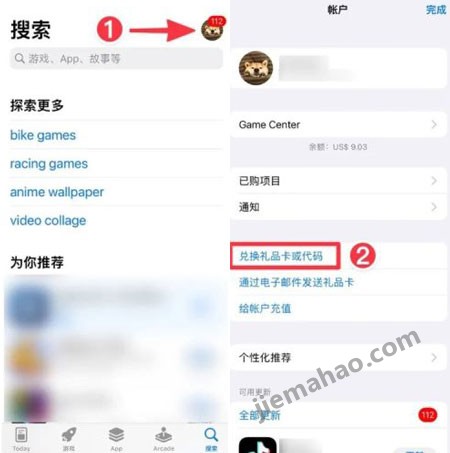 搜索
1
112
游戏、App、故事等
探索更多
bike games
racing games
anime wallpaper
video collage
为你推荐
Today
游戏
App
Arcade
搜索
帐户
完成
Game Center
余额：US$ 9.03
已购项目
通知
兑换礼品卡或代码
2
通过电子邮件发送礼品卡
给帐户充值
个性化推荐
可用更新
全部更新
112
jiemahao.com